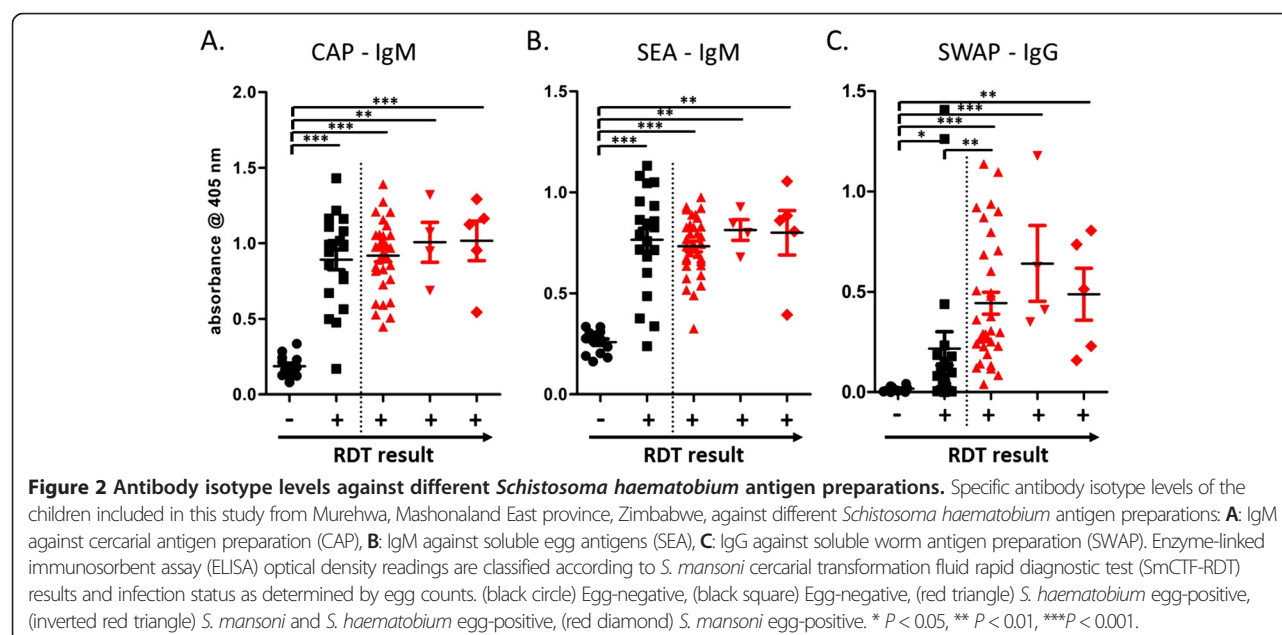 A.
CAP - IgM
B.
SEA - IgM
C.
SWAP - IgG
absorbance @ 405 nm
2.0
1.5
1.0
0.5
0.0
***
**
***
***
- + + + +
RDT result
1.5
1.0
0.5
0.0
**
**
***
***
- + + + +
RDT result
1.5
1.0
0.5
0.0
**
***
***
* **
- + + + +
RDT result
Figure 2 Antibody isotype levels against different Schistosoma haematobium antigen preparations. Specific antibody isotype levels of the
children included in this study from Murehwa, Mashonaland East province, Zimbabwe, against different Schistosoma haematobium antigen preparations: A: IgM
against cercarial antigen preparation (CAP), B: IgM against soluble egg antigens (SEA), C: IgG against soluble worm antigen preparation (SWAP). Enzyme-linked
immunosorbent assay (ELISA) optical density readings are classified according to S. mansoni cercarial transformation fluid rapid diagnostic test (SmCTF-RDT)
results and infection status as determined by egg counts. (black circle) Egg-negative, (black square) Egg-negative, (red triangle) S. haematobium egg-positive,
(inverted red triangle) S. mansoni and S. haematobium egg-positive, (red diamond) S. mansoni egg-positive. * P < 0.05, ** P < 0.01, ***P < 0.001.